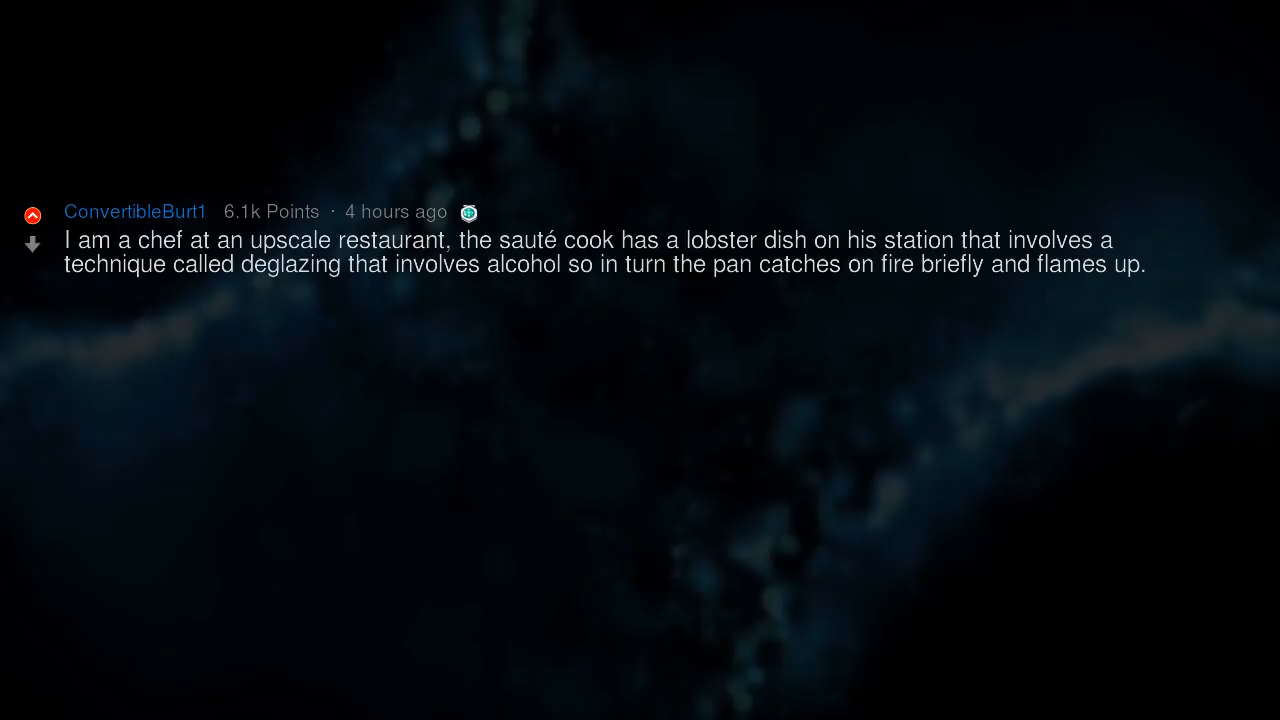 ConvertibleBurt1 6.1k Points · 4 hours ago
I am a chef at an upscale restaurant, the sauté cook has a lobster dish on his station that involves a
technique called deglazing that involves alcohol so in turn the pan catches on fire briefly and flames up.